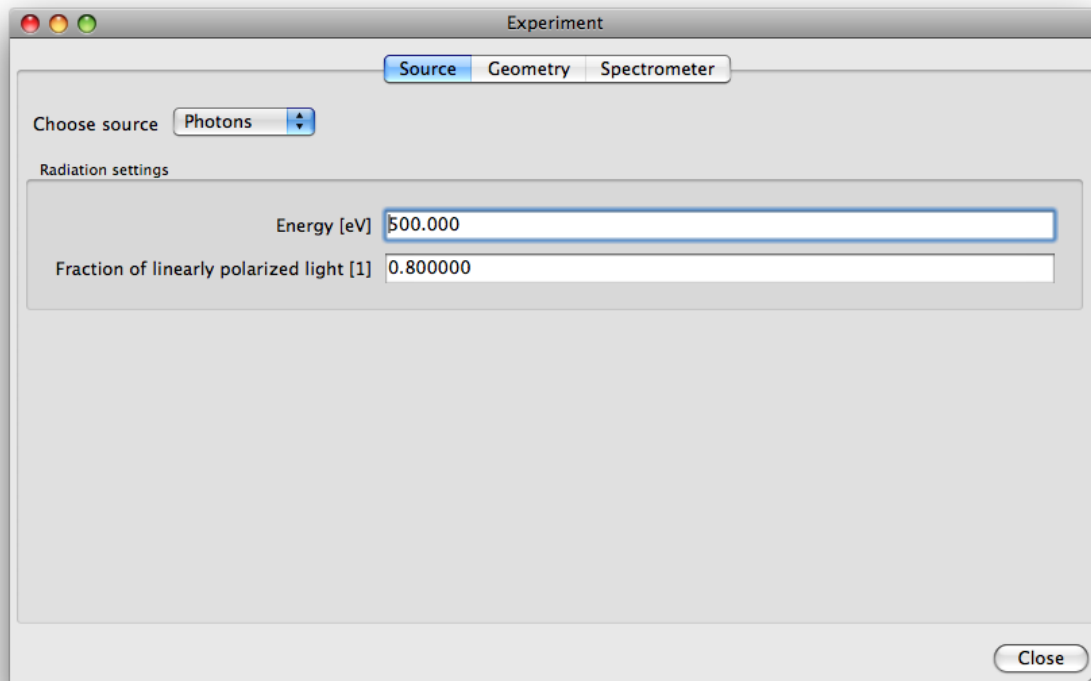 Experiment
Source Geometry Spectrometer
Choose source Photons
Radiation settings
Energy [eV] 500.000
Fraction of linearly polarized light [1] 0.800000
Close